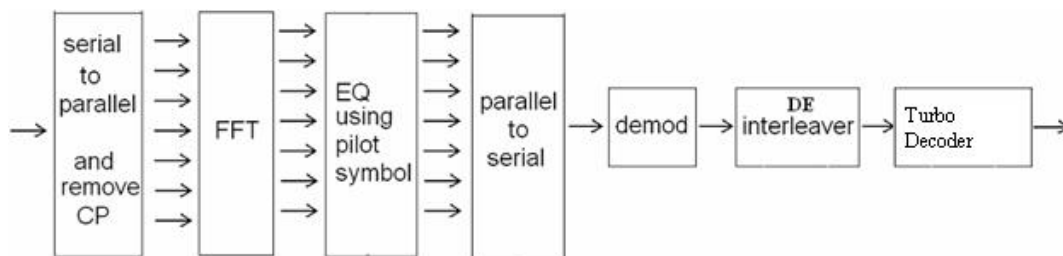 serial
to
parallel
and
remove
CP
FFT
EQ
using
pilot
symbol
parallel
to
serial
demod
DE
interleaver
Turbo
Decoder